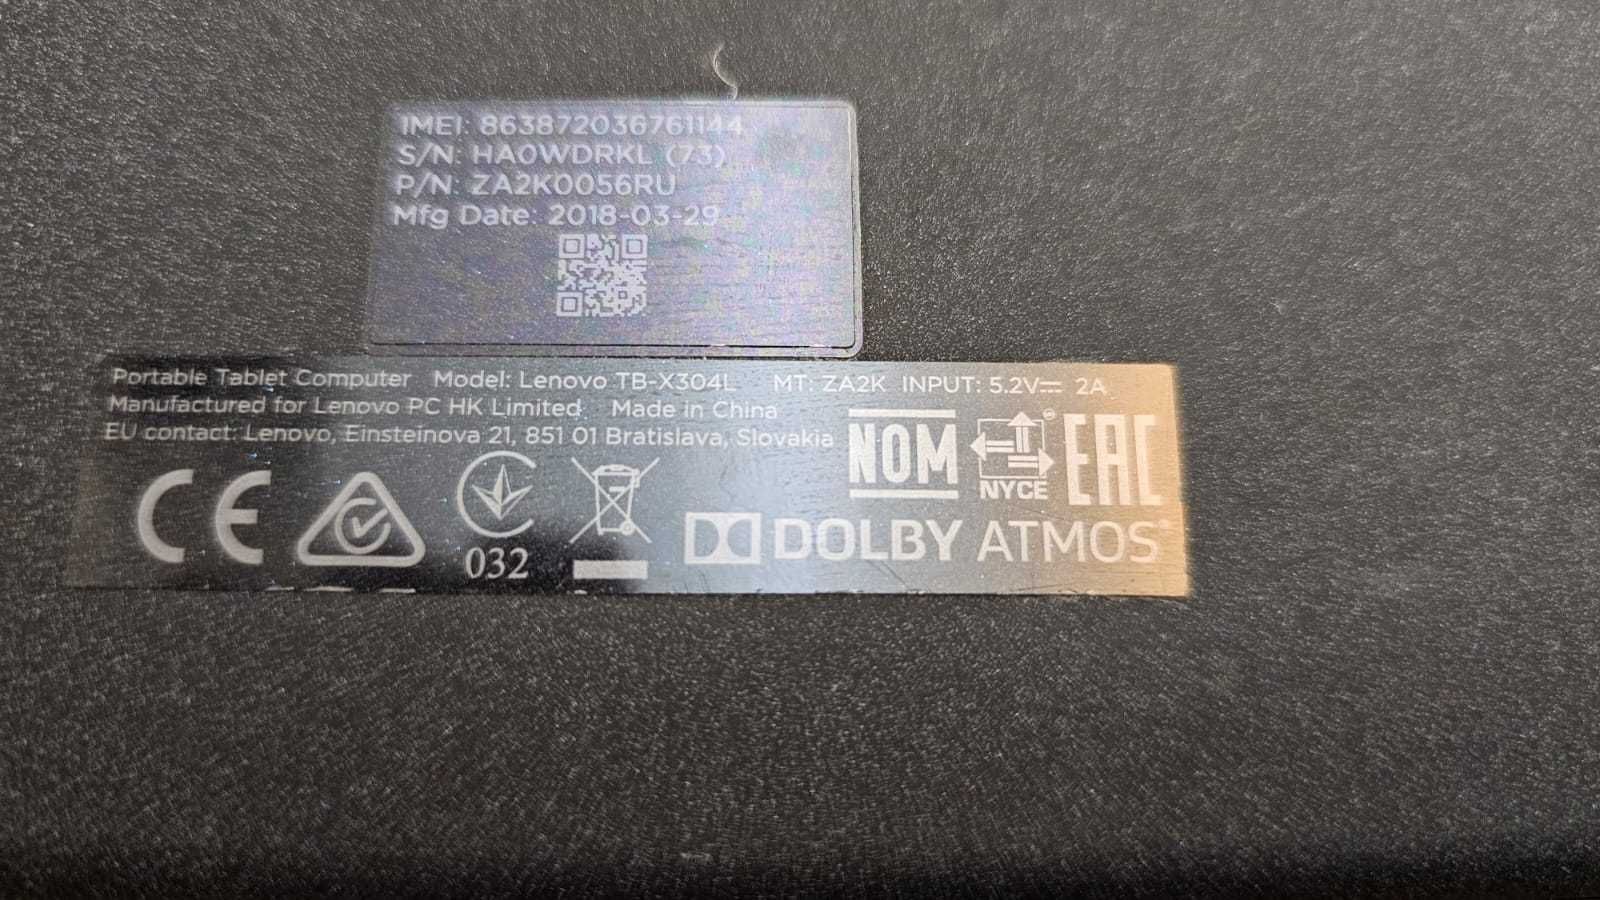 IMEI: 863872036761144
S/N: HA0WDRKL (73)
P/N: ZA2K0056RU
Mfg Date: 2018-03-29
Portable Tablet Computer Model: Lenovo TB-X304L MT: ZA2K INPUT: 5.2V⎓ 2A
Manufactured for Lenovo PC HK Limited Made in China
EU contact: Lenovo, Einsteinova 21, 851 01 Bratislava, Slovakia
NOM
NYCE
EAC
CE
032
DOLBY ATMOS®